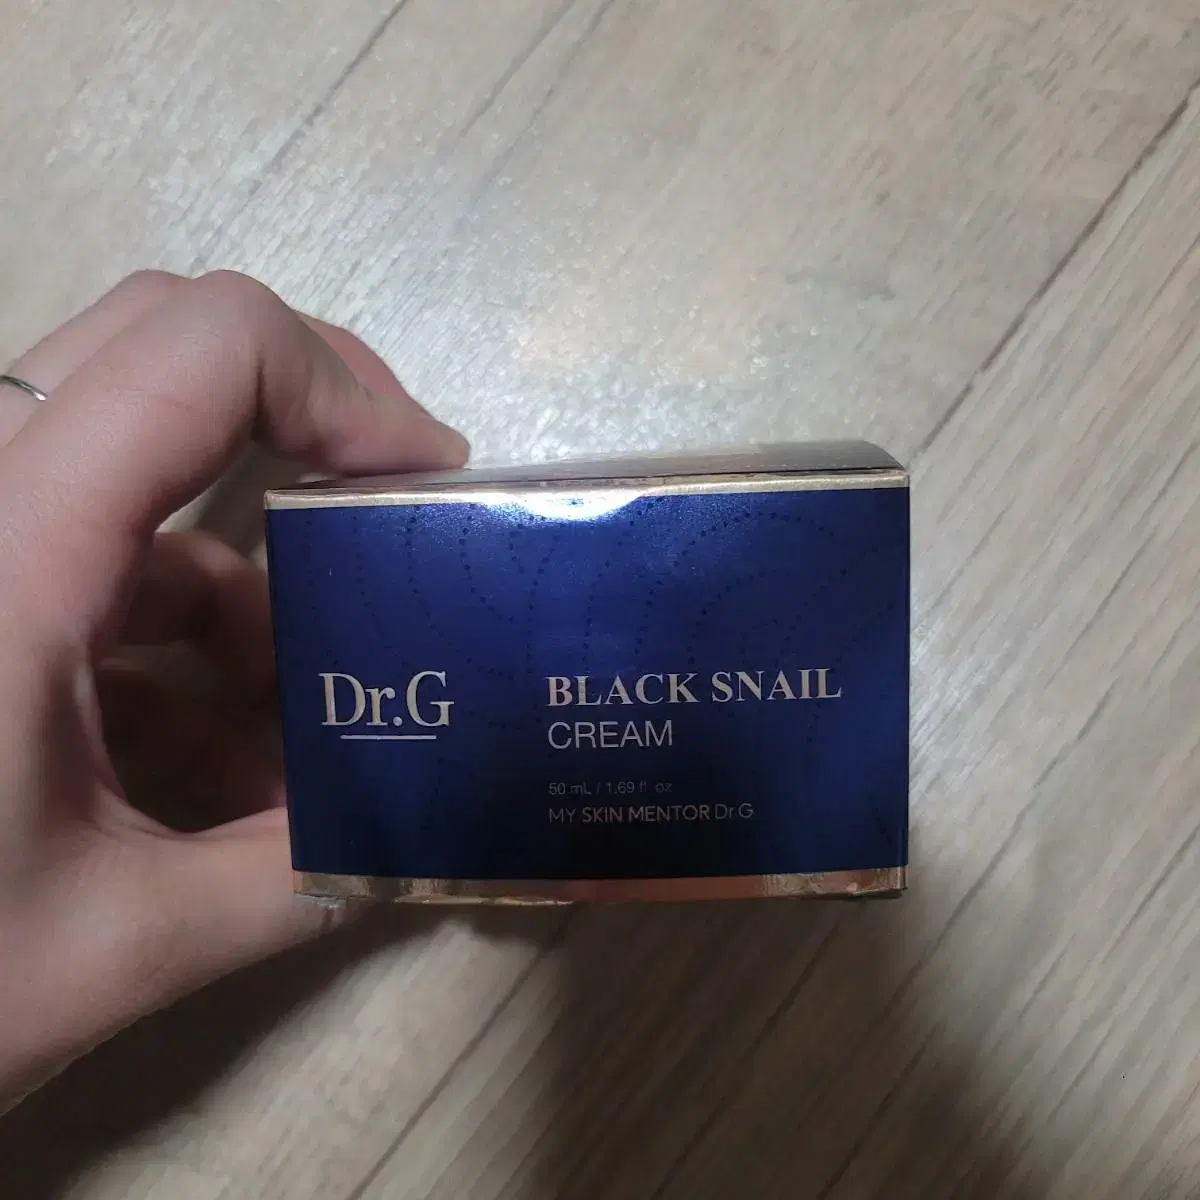 Dr.G
BLACK SNAIL
CREAM
50 mL / 1.69 fl oz
MY SKIN MENTOR Dr.G